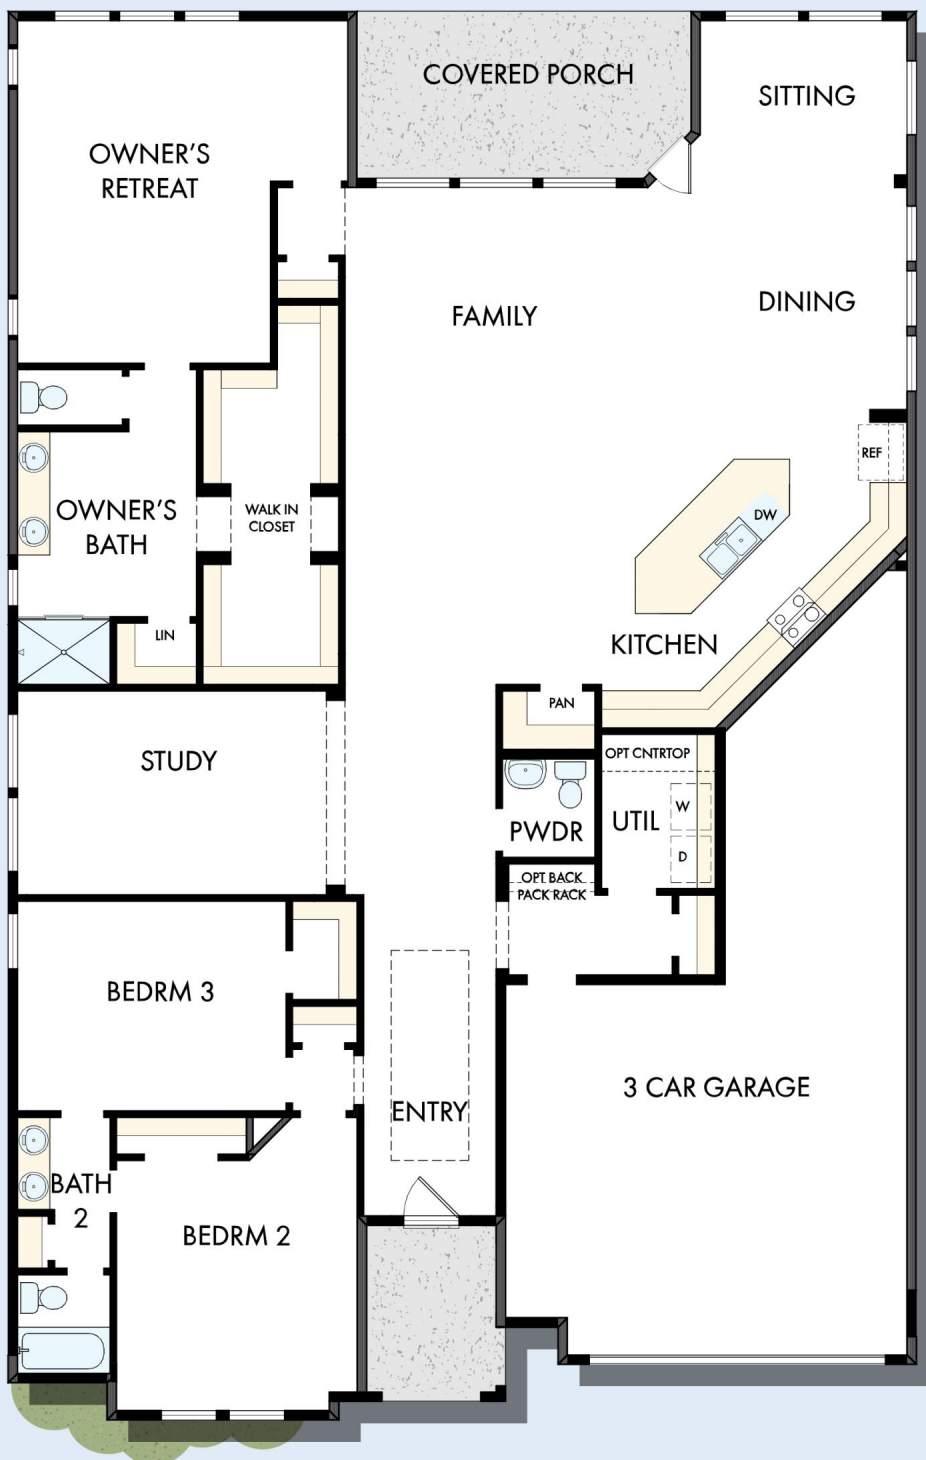 COVERED PORCH
SITTING
OWNER'S
RETREAT
FAMILY
DINING
REF
OWNER'S
BATH
WALK IN
CLOSET
DW
LIN
KITCHEN
PAN
STUDY
OPT CNTRTOP
W
UTIL
PWDR
D
OPT BACK
PACK RACK
BEDRM 3
3 CAR GARAGE
ENTRY
BATH
2
BEDRM 2